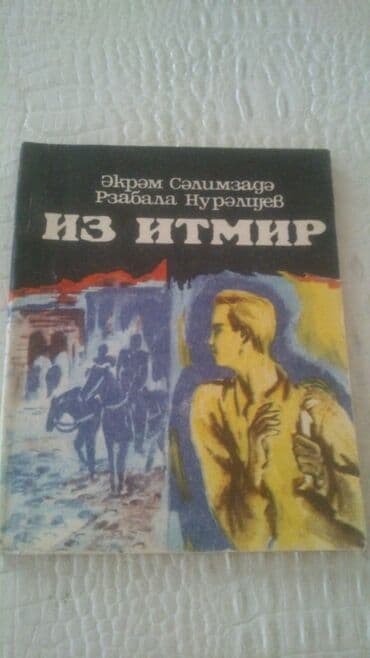 Әкрәм Сәлимзадә
Рзабала Нурәлијев
ИЗ ИТМИР